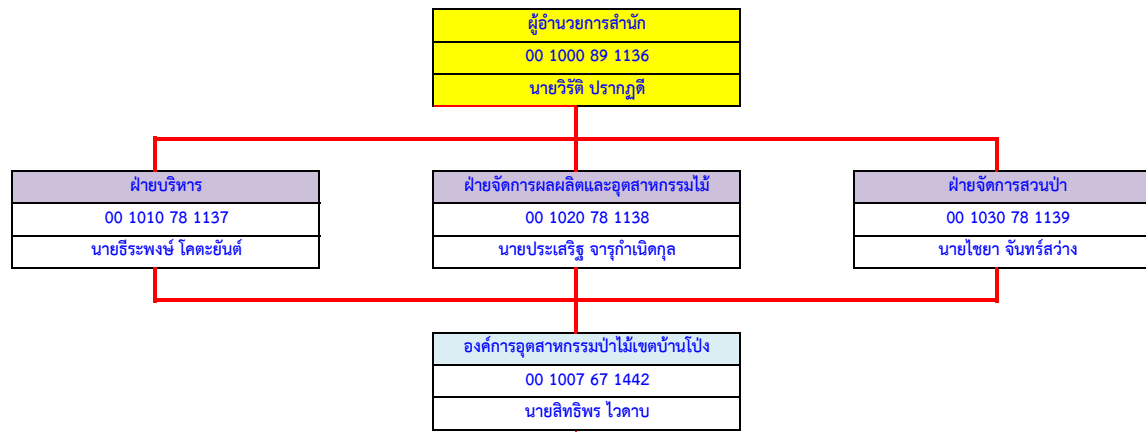 ผู้อำนวยการสำนัก
00 1000 89 1136
นายวิรัติ ปรากฏดี
ฝ่ายบริหาร
00 1010 78 1137
นายธีระพงษ์ โคตะยันต์
ฝ่ายจัดการผลผลิตและอุตสาหกรรมไม้
00 1020 78 1138
นายประเสริฐ จารุกำเนิดกุล
ฝ่ายจัดการสวนป่า
00 1030 78 1139
นายไชยา จันทร์สว่าง
องค์การอุตสาหกรรมป่าไม้เขตบ้านโป่ง
00 1007 67 1442
นายสิทธิพร ไวดาบ